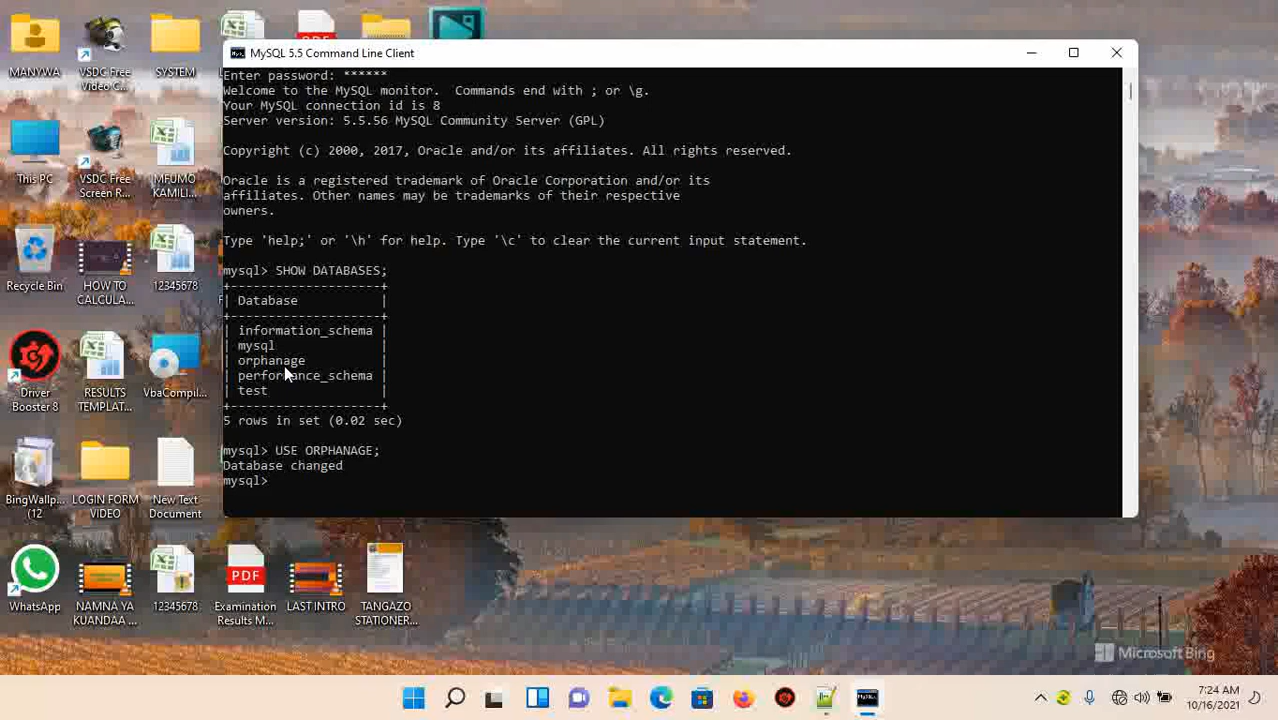 MySQL 5.5 Command Line Client
Enter password: ******
Welcome to the MySQL monitor.  Commands end with ; or \g.
Your MySQL connection id is 8
Server version: 5.5.56 MySQL Community Server (GPL)
Copyright (c) 2000, 2017, Oracle and/or its affiliates. All rights reserved.
Oracle is a registered trademark of Oracle Corporation and/or its
affiliates. Other names may be trademarks of their respective
owners.
Type 'help;' or '\h' for help. Type '\c' to clear the current input statement.
mysql> SHOW DATABASES;
+--------------------+
| Database           |
+--------------------+
| information_schema |
| mysql              |
| orphanage          |
| performance_schema |
| test               |
+--------------------+
5 rows in set (0.02 sec)
mysql> USE ORPHANAGE;
Database changed
mysql>
MANYWA
VSDC Free
Video C...
SYSTEM
PDF
This PC
VSDC Free
Screen R...
MFUMO
KAMILI...
Recycle Bin
HOW TO
CALCULA...
12345678
Driver
Booster 8
RESULTS
TEMPLAT...
VbaCompil...
BingWallp...
(12
LOGIN FORM
VIDEO
New Text
Document
WhatsApp
NAMNA YA
KUANDAA ...
12345678
PDF
Examination
Results M...
LAST INTRO
TANGAZO
STATIONER...
Microsoft Bing
7:24 AM
10/16/2021